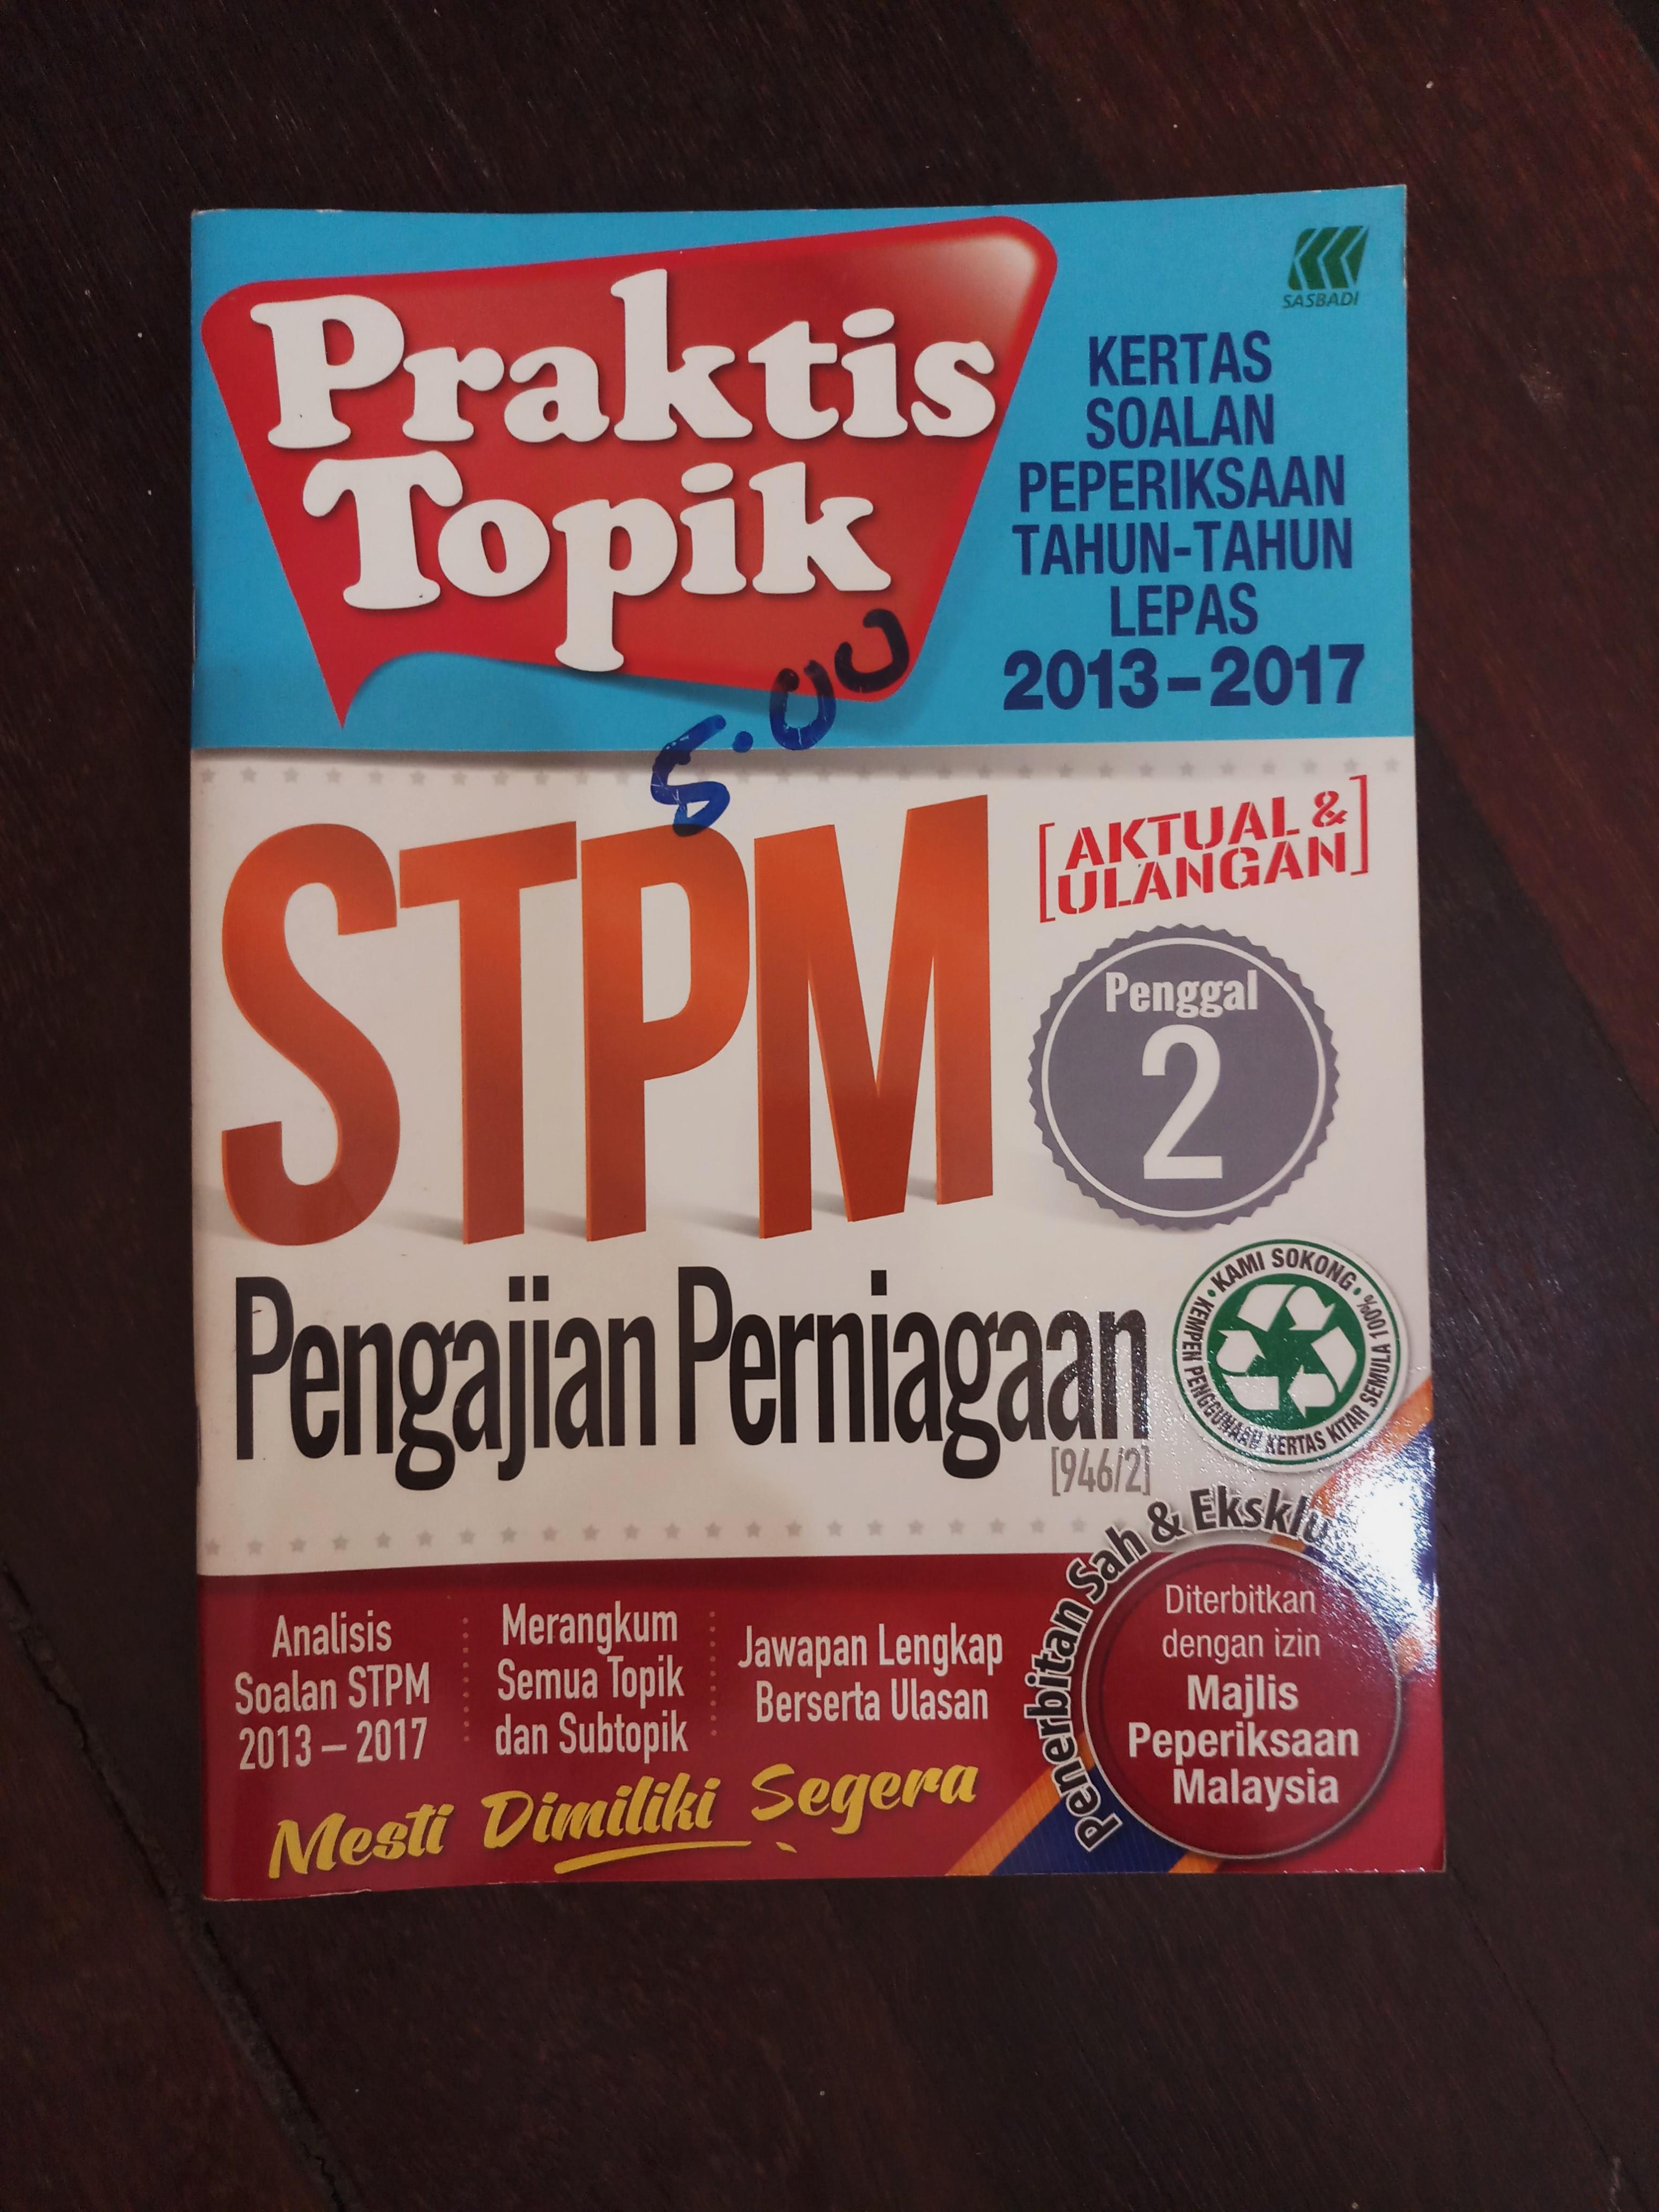 Praktis
Topik
SASBADI
KERTAS
SOALAN
PEPERIKSAAN
TAHUN-TAHUN
LEPAS
2013-2017
5.00
STPM
[AKTUAL &
ULANGAN]
Penggal
2
Pengajian Perniagaan
[946/2]
• KAMI SOKONG •
KEMPEN PENGGUNAAN KERTAS KITAR SEMULA 100%
Analisis
Soalan STPM
2013 – 2017
Merangkum
Semua Topik
dan Subtopik
Jawapan Lengkap
Berserta Ulasan
Mesti Dimiliki Segera
Penerbitan Sah &
Diterbitkan
dengan izin
Majlis
Peperiksaan
Malaysia